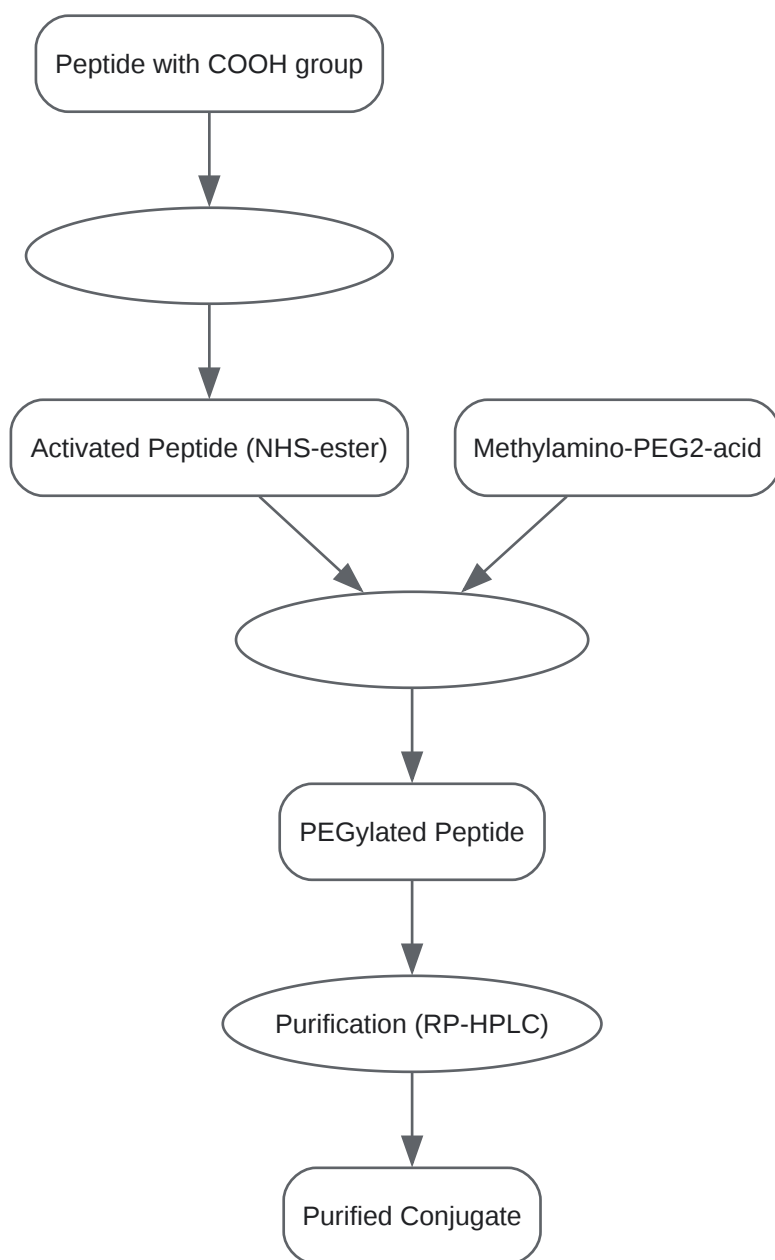 Peptide with COOH group
Activated Peptide (NHS-ester)
Methylamino-PEG2-acid
PEGylated Peptide
Purification (RP-HPLC)
Purified Conjugate